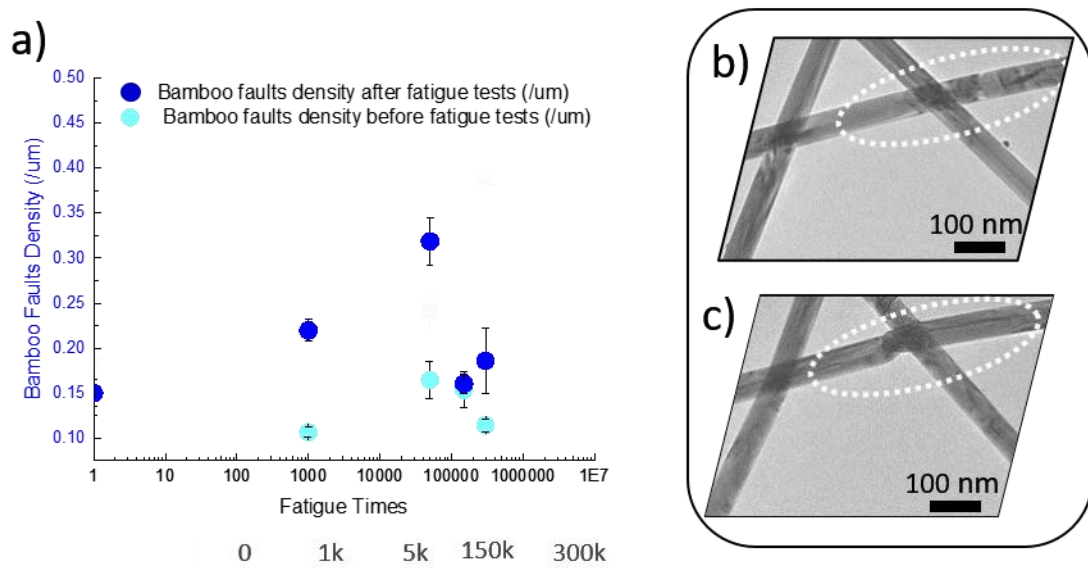 a)
0.50
0.45
0.40
0.35
0.30
0.25
0.20
0.15
0.10
Bamboo Faults Density (/um)
Bamboo faults density after fatigue tests (/um)
Bamboo faults density before fatigue tests (/um)
1 10 100 1000 10000 100000 1000000 1E7
Fatigue Times
0 1k 5k 150k 300k
b)
100 nm
c)
100 nm